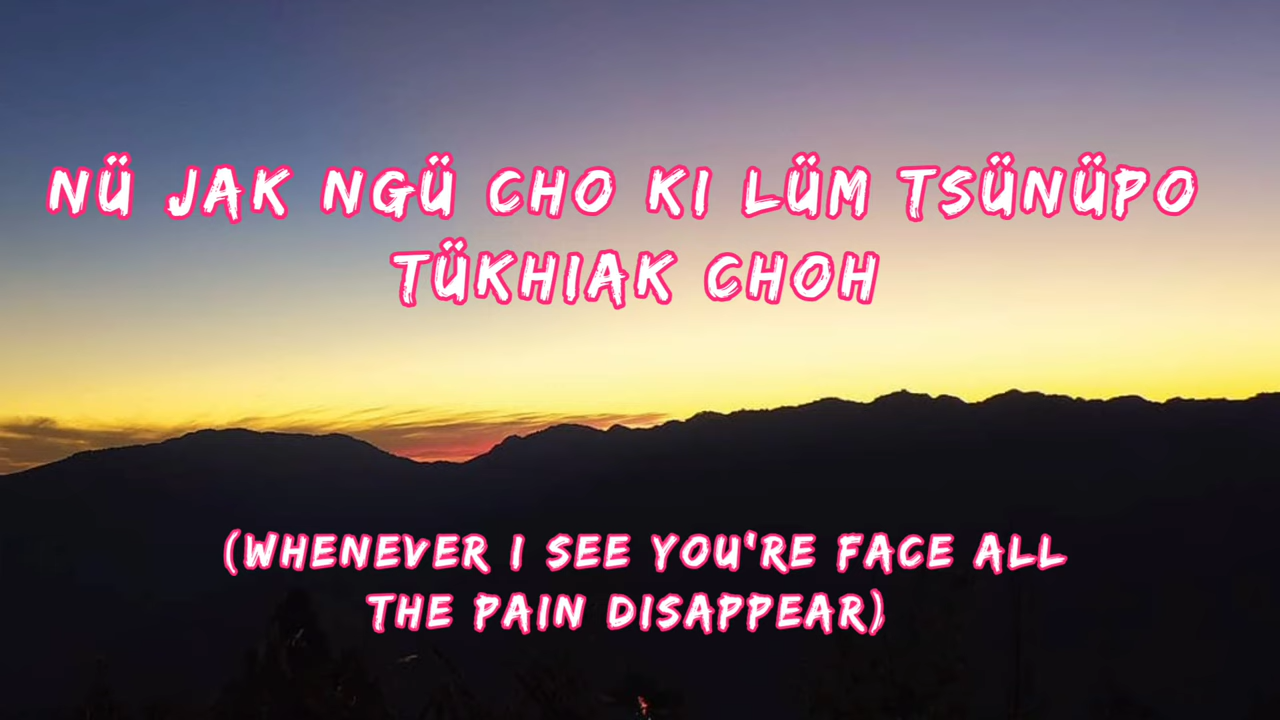 NÜ JAK NGÜ CHO KI LÜM TSÜNÜPO
TÜKHIAK CHOH
(WHENEVER I SEE YOU'RE FACE ALL
THE PAIN DISAPPEAR)